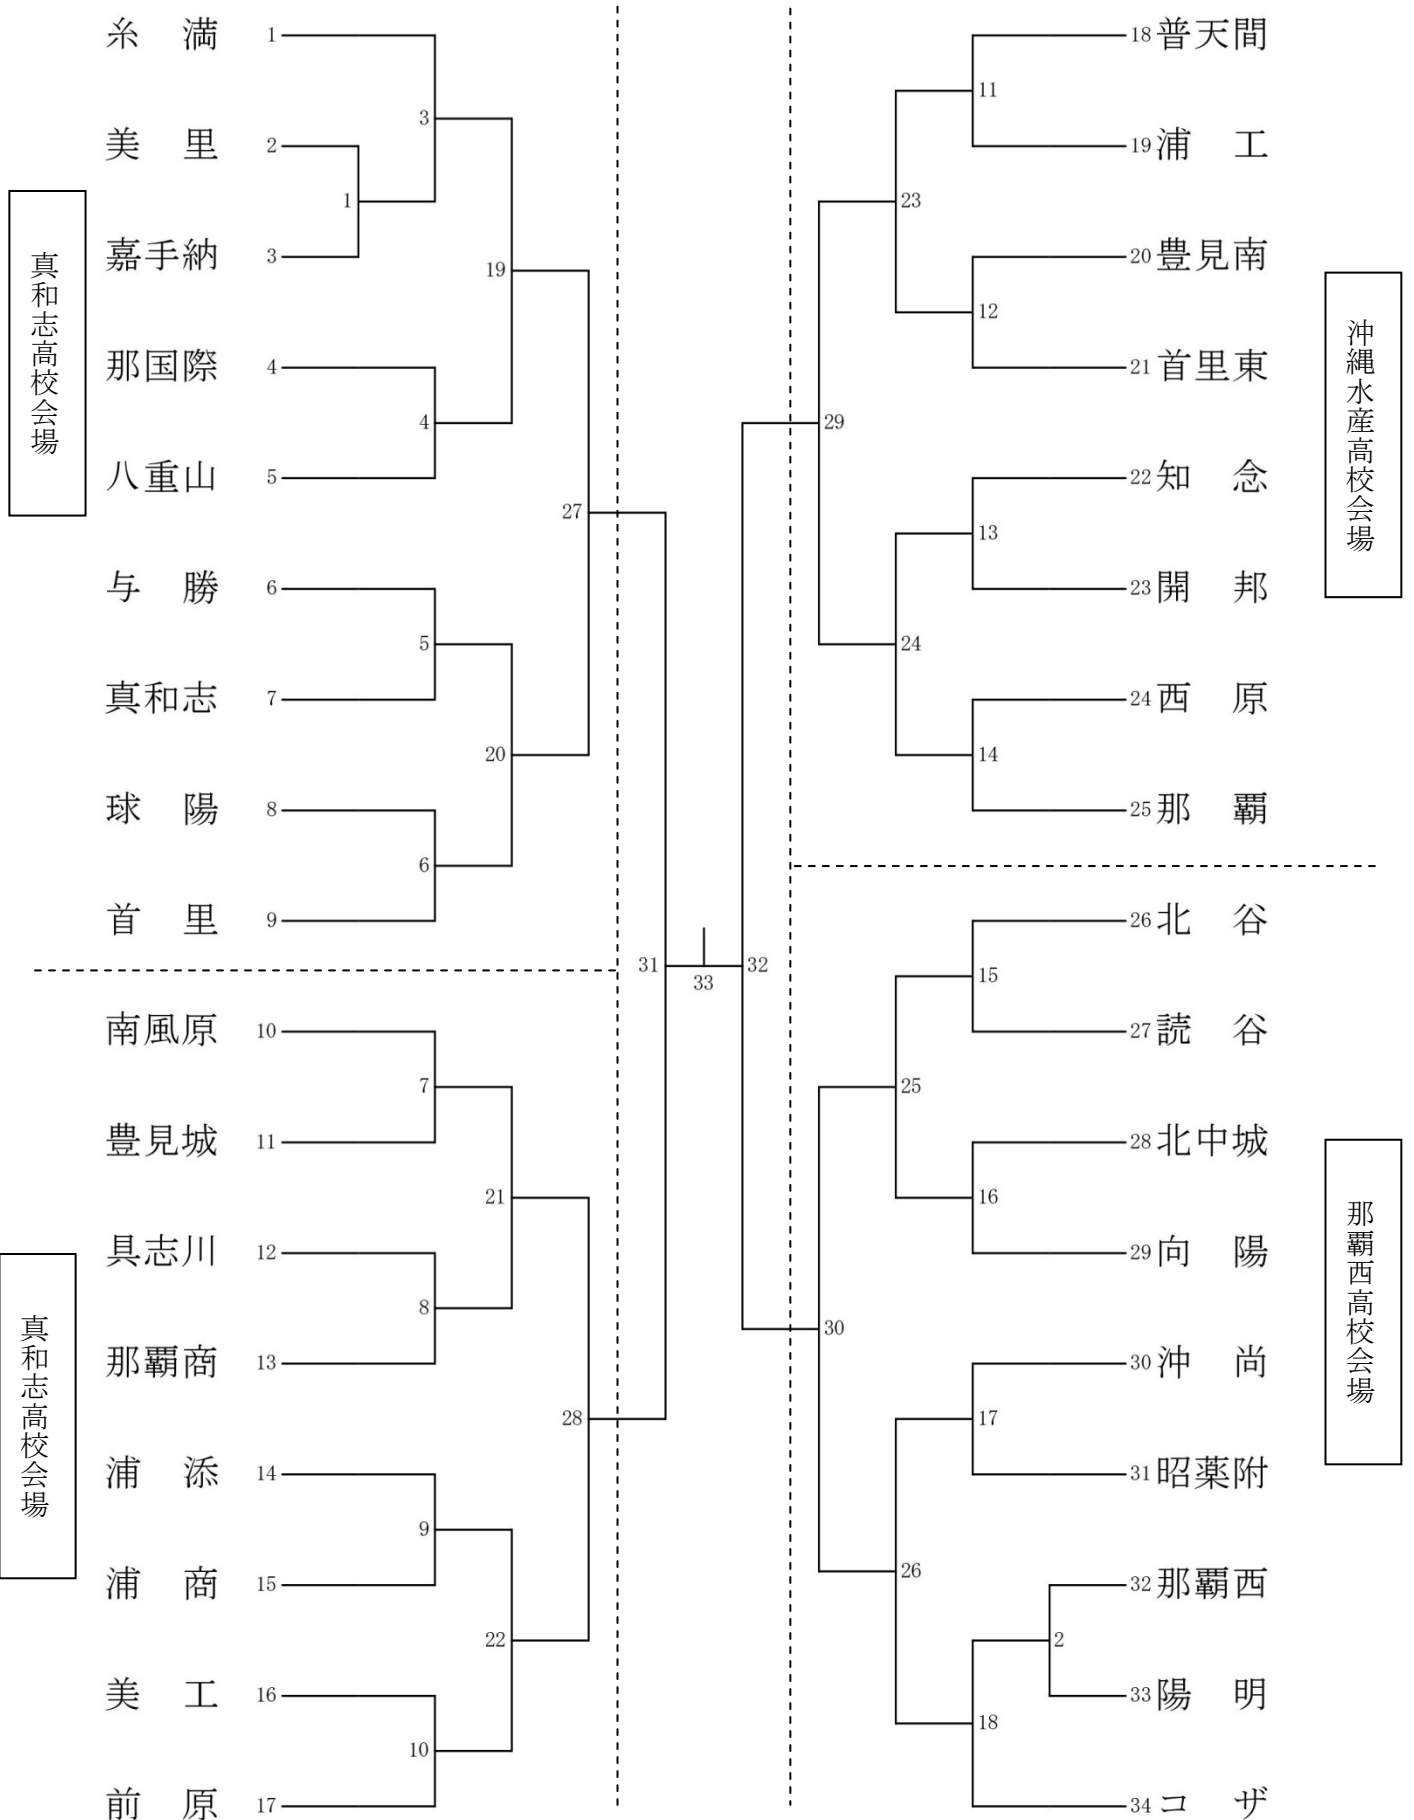 真和志高校会場
糸　満 1
美　里 2
嘉手納 3
那国際 4
八重山 5
与　勝 6
真和志 7
球　陽 8
首　里 9
3
1
19
4
27
5
20
6
真和志高校会場
南風原 10
豊見城 11
具志川 12
那覇商 13
浦　添 14
浦　商 15
美　工 16
前　原 17
7
21
8
28
9
22
10
31
33
32
18 普天間
19 浦　工
20 豊見南
21 首里東
22 知　念
23 開　邦
24 西　原
25 那　覇
11
23
12
29
13
24
14
沖縄水産高校会場
26 北　谷
27 読　谷
28 北中城
29 向　陽
30 沖　尚
31 昭薬附
32 那覇西
33 陽　明
34 コ　ザ
15
25
16
30
17
26
2
18
那覇西高校会場